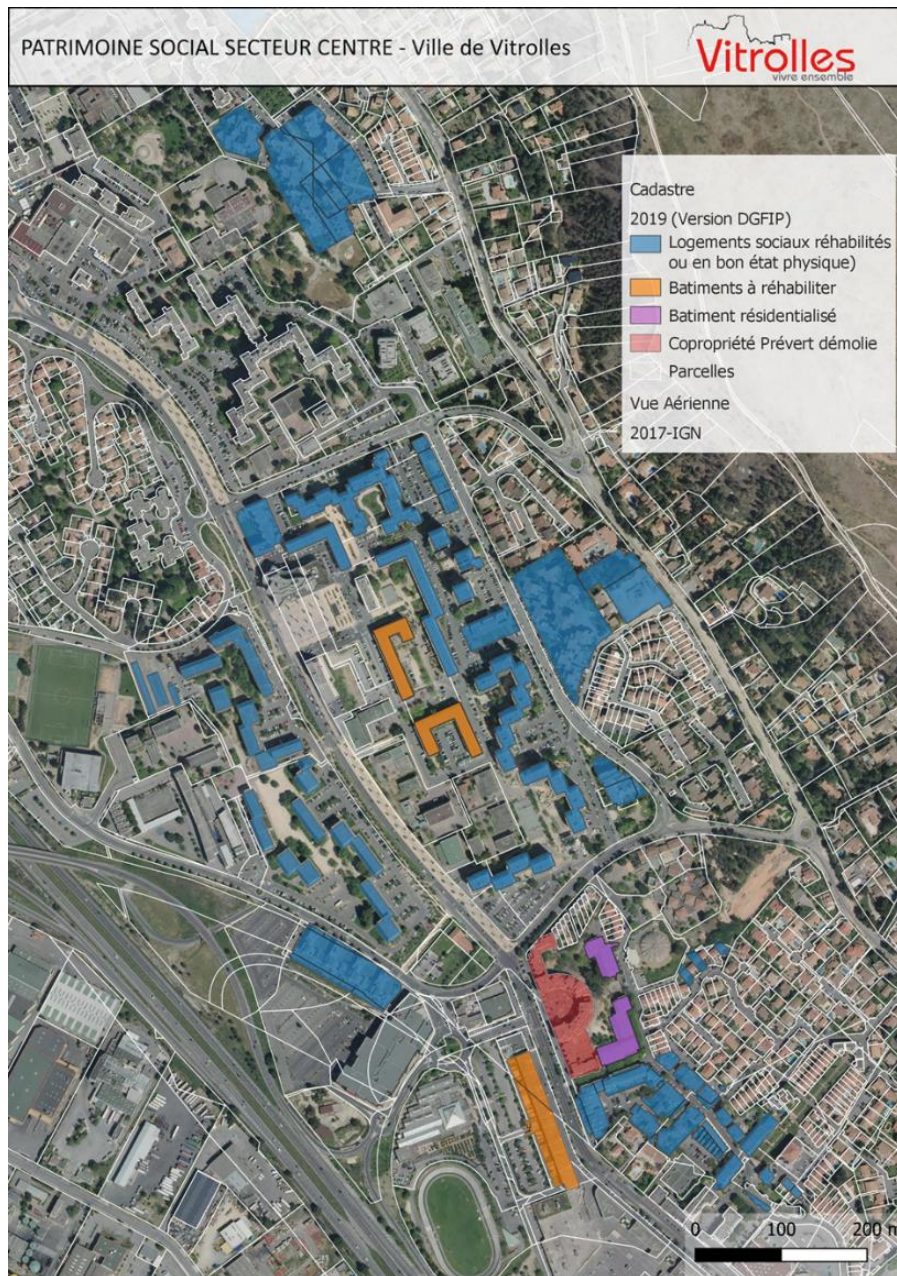 PATRIMOINE SOCIAL SECTEUR CENTRE - Ville de Vitrolles
Vitrolles
vivre ensemble
Cadastre
2019 (Version DGFIP)
Logements sociaux réhabilités
ou en bon état physique)
Batiments à réhabiliter
Batiment résidentialisé
Copropriété Prévert démolie
Parcelles
Vue Aérienne
2017-IGN
0 100 200 m